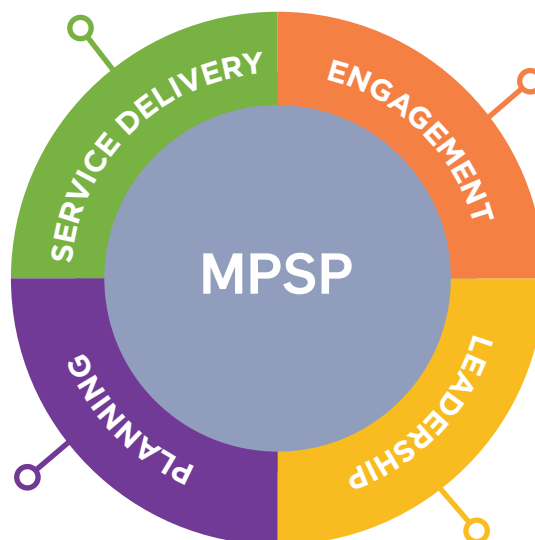 SERVICE DELIVERY
ENGAGEMENT
MPSP
PLANNING
LEADERSHIP